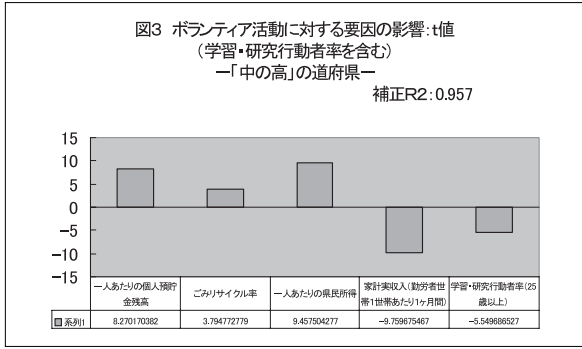 図3 ボランティア活動に対する要因の影響:t値
(学習・研究行動者率を含む)
ー「中の高」の道府県ー
補正R2:0.957
15
10
5
0
-5
-10
-15
一人あたりの個人預貯
金残高
ごみリサイクル率
一人あたりの県民所得
家計実収入(勤労者世
帯1世帯あたり1ヶ月間)
学習・研究行動者率(25
歳以上)
系列1 8.270170382 3.794772779 9.457504277 -9.759675467 -5.549686527